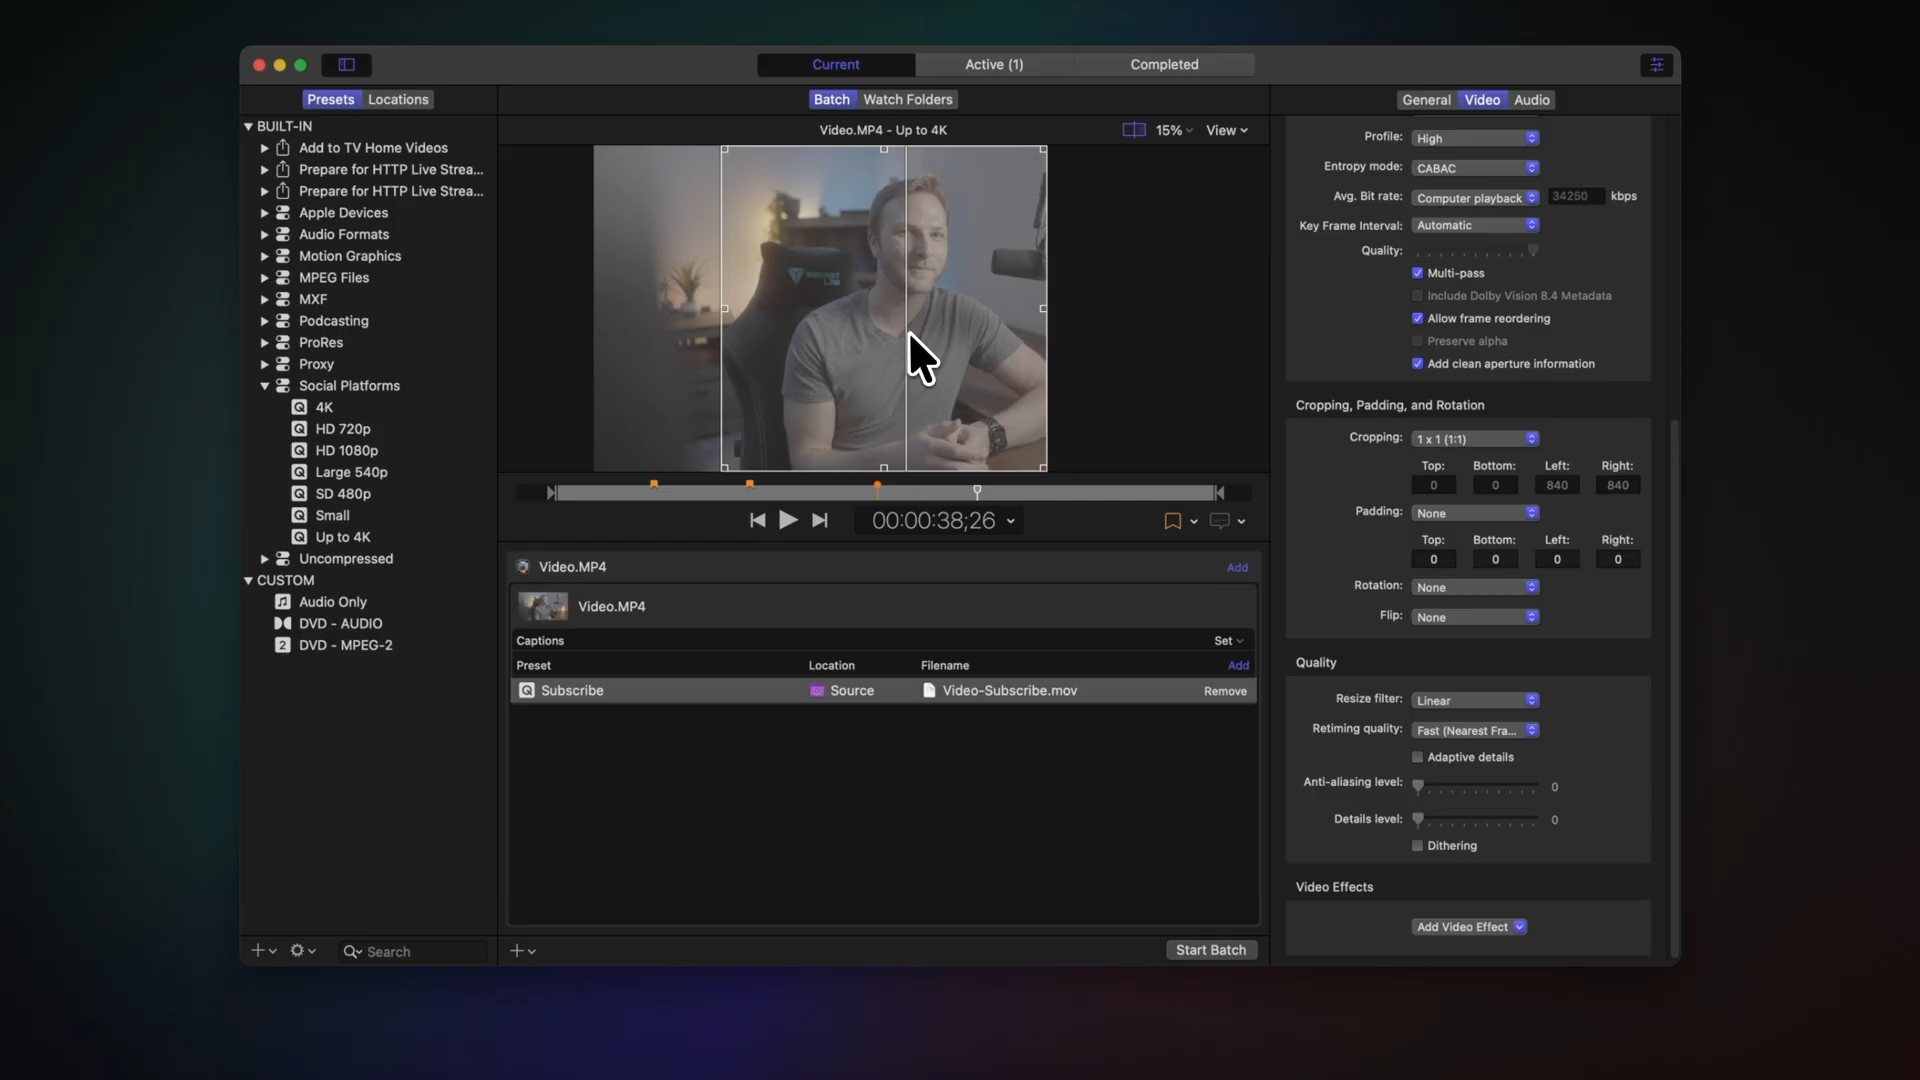 Current
Active (1)
Completed
Presets
Locations
Batch
Watch Folders
General
Video
Audio
BUILT-IN
Add to TV Home Videos
Prepare for HTTP Live Strea...
Prepare for HTTP Live Strea...
Apple Devices
Audio Formats
Motion Graphics
MPEG Files
MXF
Podcasting
ProRes
Proxy
Social Platforms
4K
HD 720p
HD 1080p
Large 540p
SD 480p
Small
Up to 4K
Uncompressed
CUSTOM
Audio Only
DVD - AUDIO
2 DVD - MPEG-2
Search
Video.MP4 - Up to 4K
15%
View
SECRET
LAB
00:00:38;26
Video.MP4
Add
Video.MP4
Captions
Set
Preset
Location
Filename
Add
Subscribe
Source
Video-Subscribe.mov
Remove
Start Batch
Profile: High
Entropy mode: CABAC
Avg. Bit rate: Computer playback 34250 kbps
Key Frame Interval: Automatic
Quality:
Multi-pass
Include Dolby Vision 8.4 Metadata
Allow frame reordering
Preserve alpha
Add clean aperture information
Cropping, Padding, and Rotation
Cropping: 1 x 1 (1:1)
Top: Bottom: Left: Right:
0 0 840 840
Padding: None
Top: Bottom: Left: Right:
0 0 0 0
Rotation: None
Flip: None
Quality
Resize filter: Linear
Retiming quality: Fast (Nearest Fra...
Adaptive details
Anti-aliasing level: 0
Details level: 0
Dithering
Video Effects
Add Video Effect